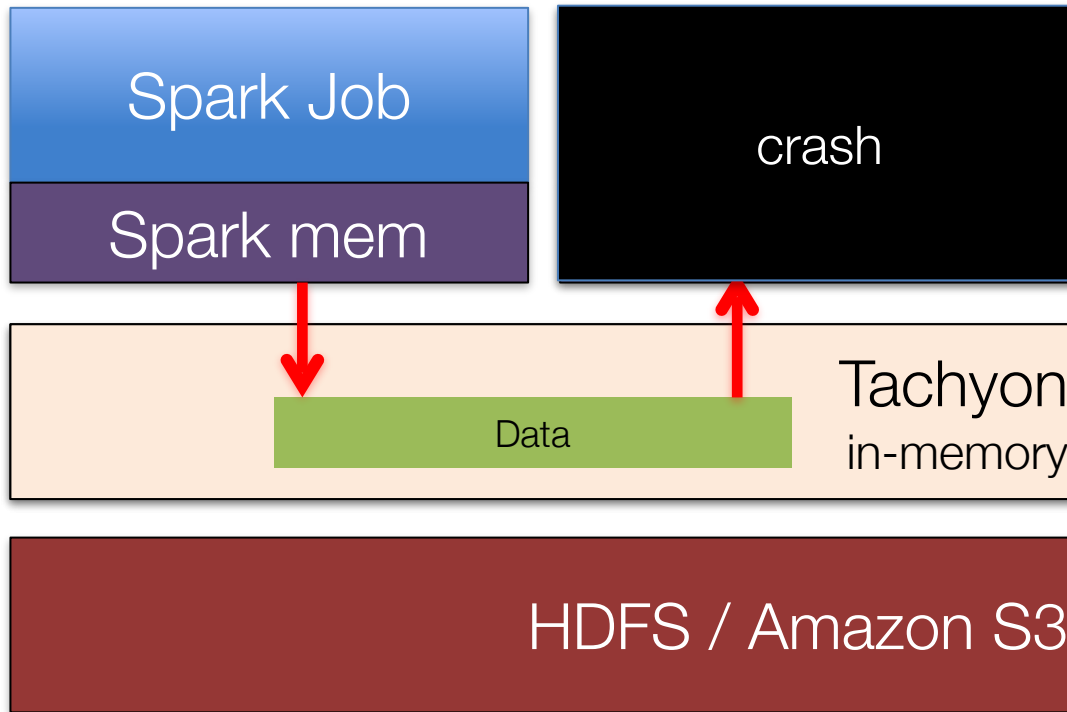 Spark Job
crash
Spark mem
Tachyon
Data
in-memory
HDFS / Amazon S3